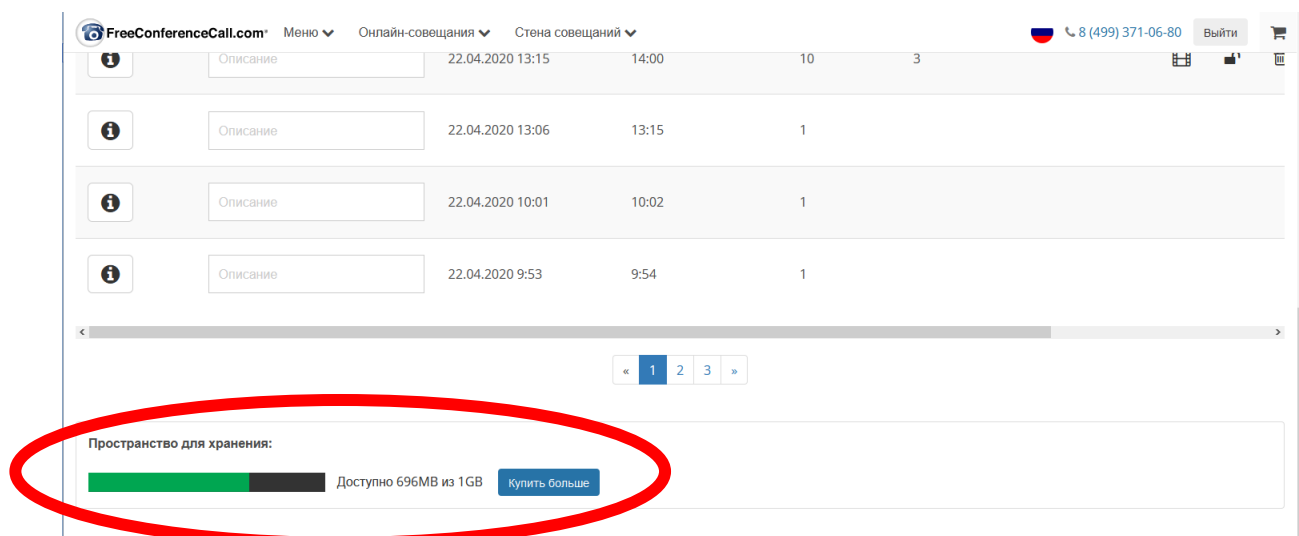 FreeConferenceCall.com® Меню Онлайн-совещания Стена совещаний 8 (499) 371-06-80 Выйти
Описание 22.04.2020 13:15 14:00 10 3
Описание 22.04.2020 13:06 13:15 1
Описание 22.04.2020 10:01 10:02 1
Описание 22.04.2020 9:53 9:54 1
« 1 2 3 »
Пространство для хранения:
Доступно 696MB из 1GB Купить больше